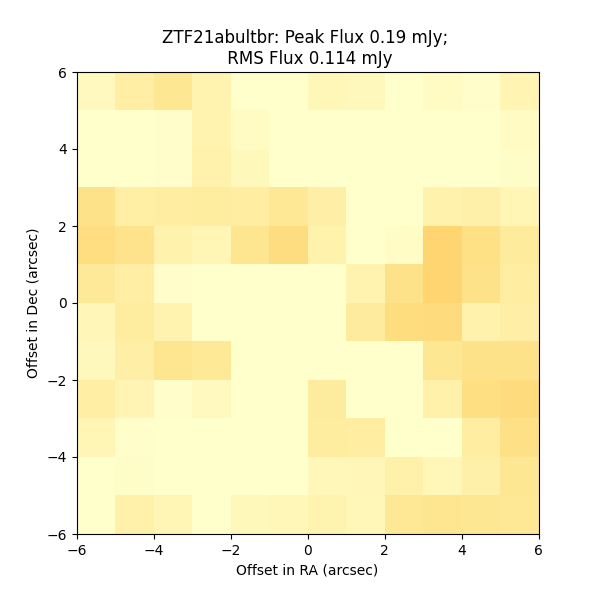 ZTF21abultbr: Peak Flux 0.19 mJy;
RMS Flux 0.114 mJy
6
4
2
0
−2
−4
−6
Offset in Dec (arcsec)
−6 −4 −2 0 2 4 6
Offset in RA (arcsec)